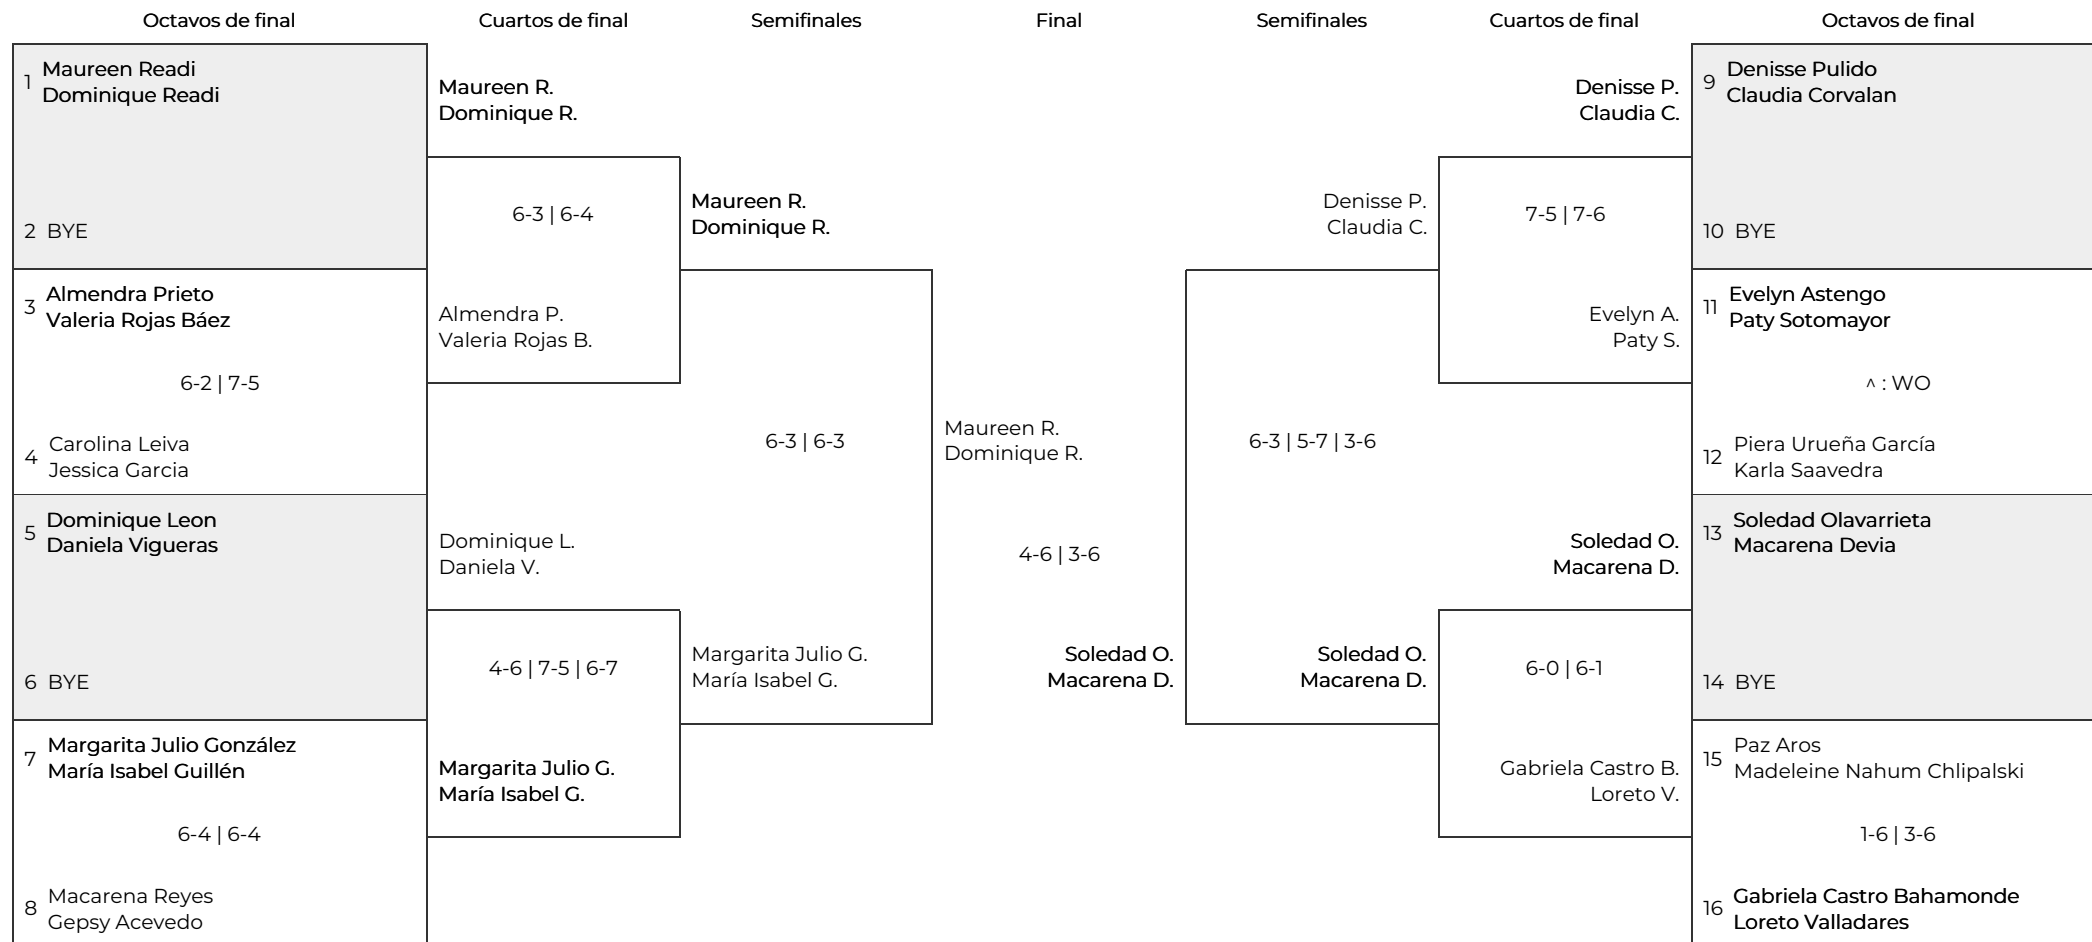 Octavos de final
Cuartos de final
Semifinales
Final
Semifinales
Cuartos de final
Octavos de final
1 Maureen Readi
Dominique Readi
2 BYE
3 Almendra Prieto
Valeria Rojas Báez
6-2 | 7-5
4 Carolina Leiva
Jessica Garcia
5 Dominique Leon
Daniela Vigueras
6 BYE
7 Margarita Julio González
María Isabel Guillén
6-4 | 6-4
8 Macarena Reyes
Gepsy Acevedo
Maureen R.
Dominique R.
6-3 | 6-4
Almendra P.
Valeria Rojas B.
Dominique L.
Daniela V.
4-6 | 7-5 | 6-7
Margarita Julio G.
María Isabel G.
Maureen R.
Dominique R.
6-3 | 6-3
Margarita Julio G.
María Isabel G.
Maureen R.
Dominique R.
4-6 | 3-6
Soledad O.
Macarena D.
Denisse P.
Claudia C.
6-3 | 5-7 | 3-6
Soledad O.
Macarena D.
Denisse P.
Claudia C.
7-5 | 7-6
Evelyn A.
Paty S.
Soledad O.
Macarena D.
6-0 | 6-1
Gabriela Castro B.
Loreto V.
9 Denisse Pulido
Claudia Corvalan
10 BYE
11 Evelyn Astengo
Paty Sotomayor
^ : WO
12 Piera Urueña García
Karla Saavedra
13 Soledad Olavarrieta
Macarena Devia
14 BYE
15 Paz Aros
Madeleine Nahum Chlipalski
1-6 | 3-6
16 Gabriela Castro Bahamonde
Loreto Valladares